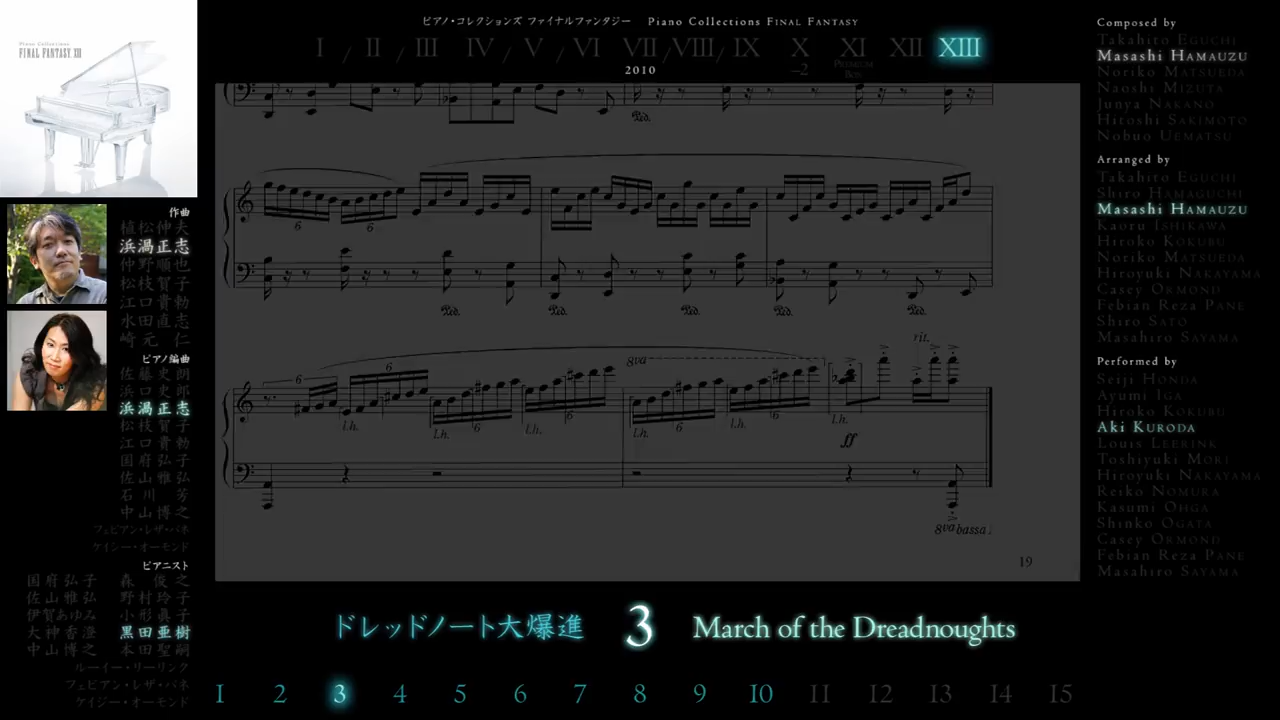 ピアノ・コレクションズ ファイナルファンタジー Piano Collections FINAL FANTASY
I / II / III / IV / V / VI / VII / VIII / IX X XI XII XIII
-2 PREMIUM BOX
2010
Piano Collections
FINAL FANTASY XIII
作曲
植松伸夫
浜渦正志
仲野順也
松枝賀子
江口貴勅
水田直志
崎元 仁
ピアノ編曲
佐藤史朗
浜口史郎
浜渦正志
松枝賀子
江口貴勅
国府弘子
佐山雅弘
石川 芳
中山博之
フェビアン・レザ・パネ
ケイシー・オーモンド
ピアニスト
国府弘子 森 俊之
佐山雅弘 野村玲子
伊賀あゆみ 小形眞子
大神香澄 黒田亜樹
中山博之 本田聖嗣
ルーイー・リーリンク
フェビアン・レザ・パネ
ケイジー・オーモンド
6 6
rit.
6 6 8va
l.h. l.h. 6 l.h. 6 l.h. 6 l.h. 6 l.h.
ff
8va bassa
19
ドレッドノート大爆進 3 March of the Dreadnoughts
1 2 3 4 5 6 7 8 9 10 11 12 13 14 15
Composed by
Takahito EGUCHI
Masashi HAMAUZU
Noriko MATSUEDA
Naoshi MIZUTA
Junya NAKANO
Hitoshi SAKIMOTO
Nobuo UEMATSU
Arranged by
Takahito EGUCHI
Shiro HAMAGUCHI
Masashi HAMAUZU
Kaoru ISHIKAWA
Hiroko KOKUBU
Noriko MATSUEDA
Hiroyuki NAKAYAMA
Casey ORMOND
Febian Reza PANE
Shiro SATO
Masahiro SAYAMA
Performed by
Seiji HONDA
Ayumi IGA
Hiroko KOKUBU
Aki KURODA
Louis LEERINK
Toshiyuki MORI
Hiroyuki NAKAYAMA
Reiko NOMURA
Kasumi OHGA
Shinko OGATA
Casey ORMOND
Febian Reza PANE
Masahiro SAYAMA